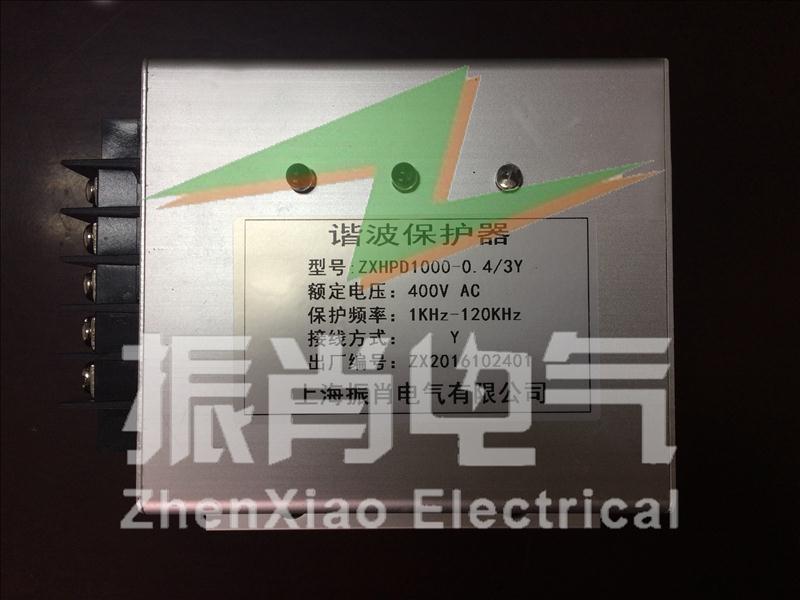 谐波保护器
型号:ZXHPD1000-0.4/3Y
额定电压：400V AC
保护频率：1KHz-120KHz
接线方式：Y
出厂编号：ZX2016102401
上海振肖电气有限公司
振肖电气
ZhenXiao Electrical